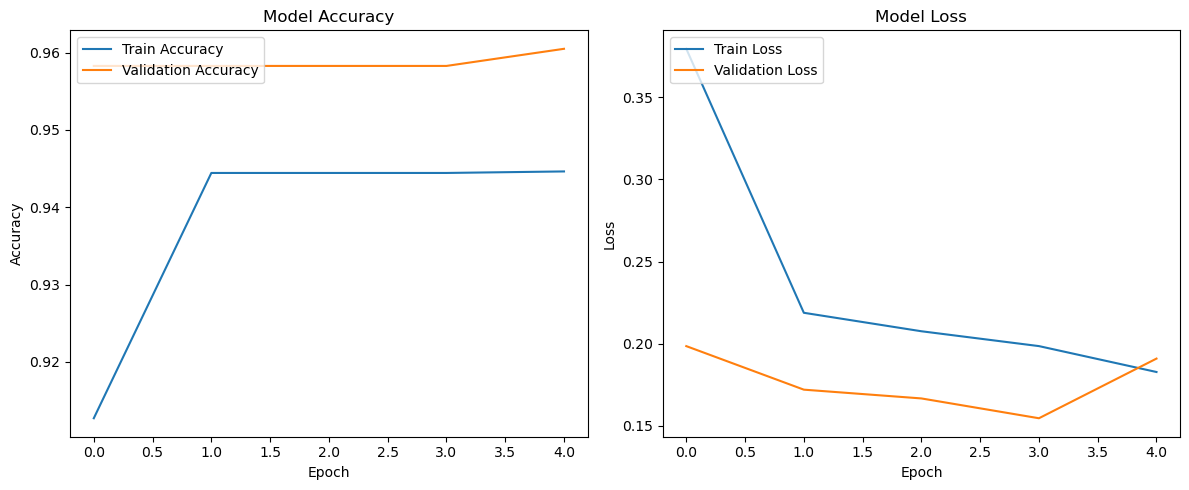 Model Accuracy
Train Accuracy
Validation Accuracy
0.96
0.95
0.94
0.93
0.92
Accuracy
0.0 0.5 1.0 1.5 2.0 2.5 3.0 3.5 4.0
Epoch
Model Loss
Train Loss
Validation Loss
0.35
0.30
0.25
0.20
0.15
Loss
0.0 0.5 1.0 1.5 2.0 2.5 3.0 3.5 4.0
Epoch